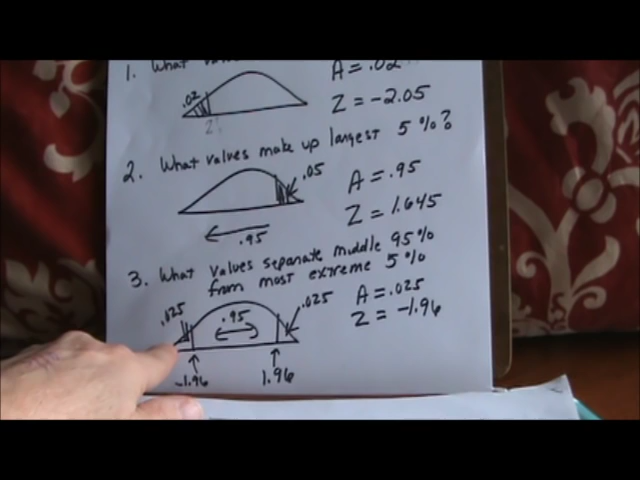 1. What
A = .02
.02
Z
Z = -2.05
2. What values make up largest 5%?
.05
A = .95
Z = 1.645
.95
3. What values separate middle 95%
from most extreme 5%
.025
.95
.025
A = .025
Z = -1.96
-1.96
1.96